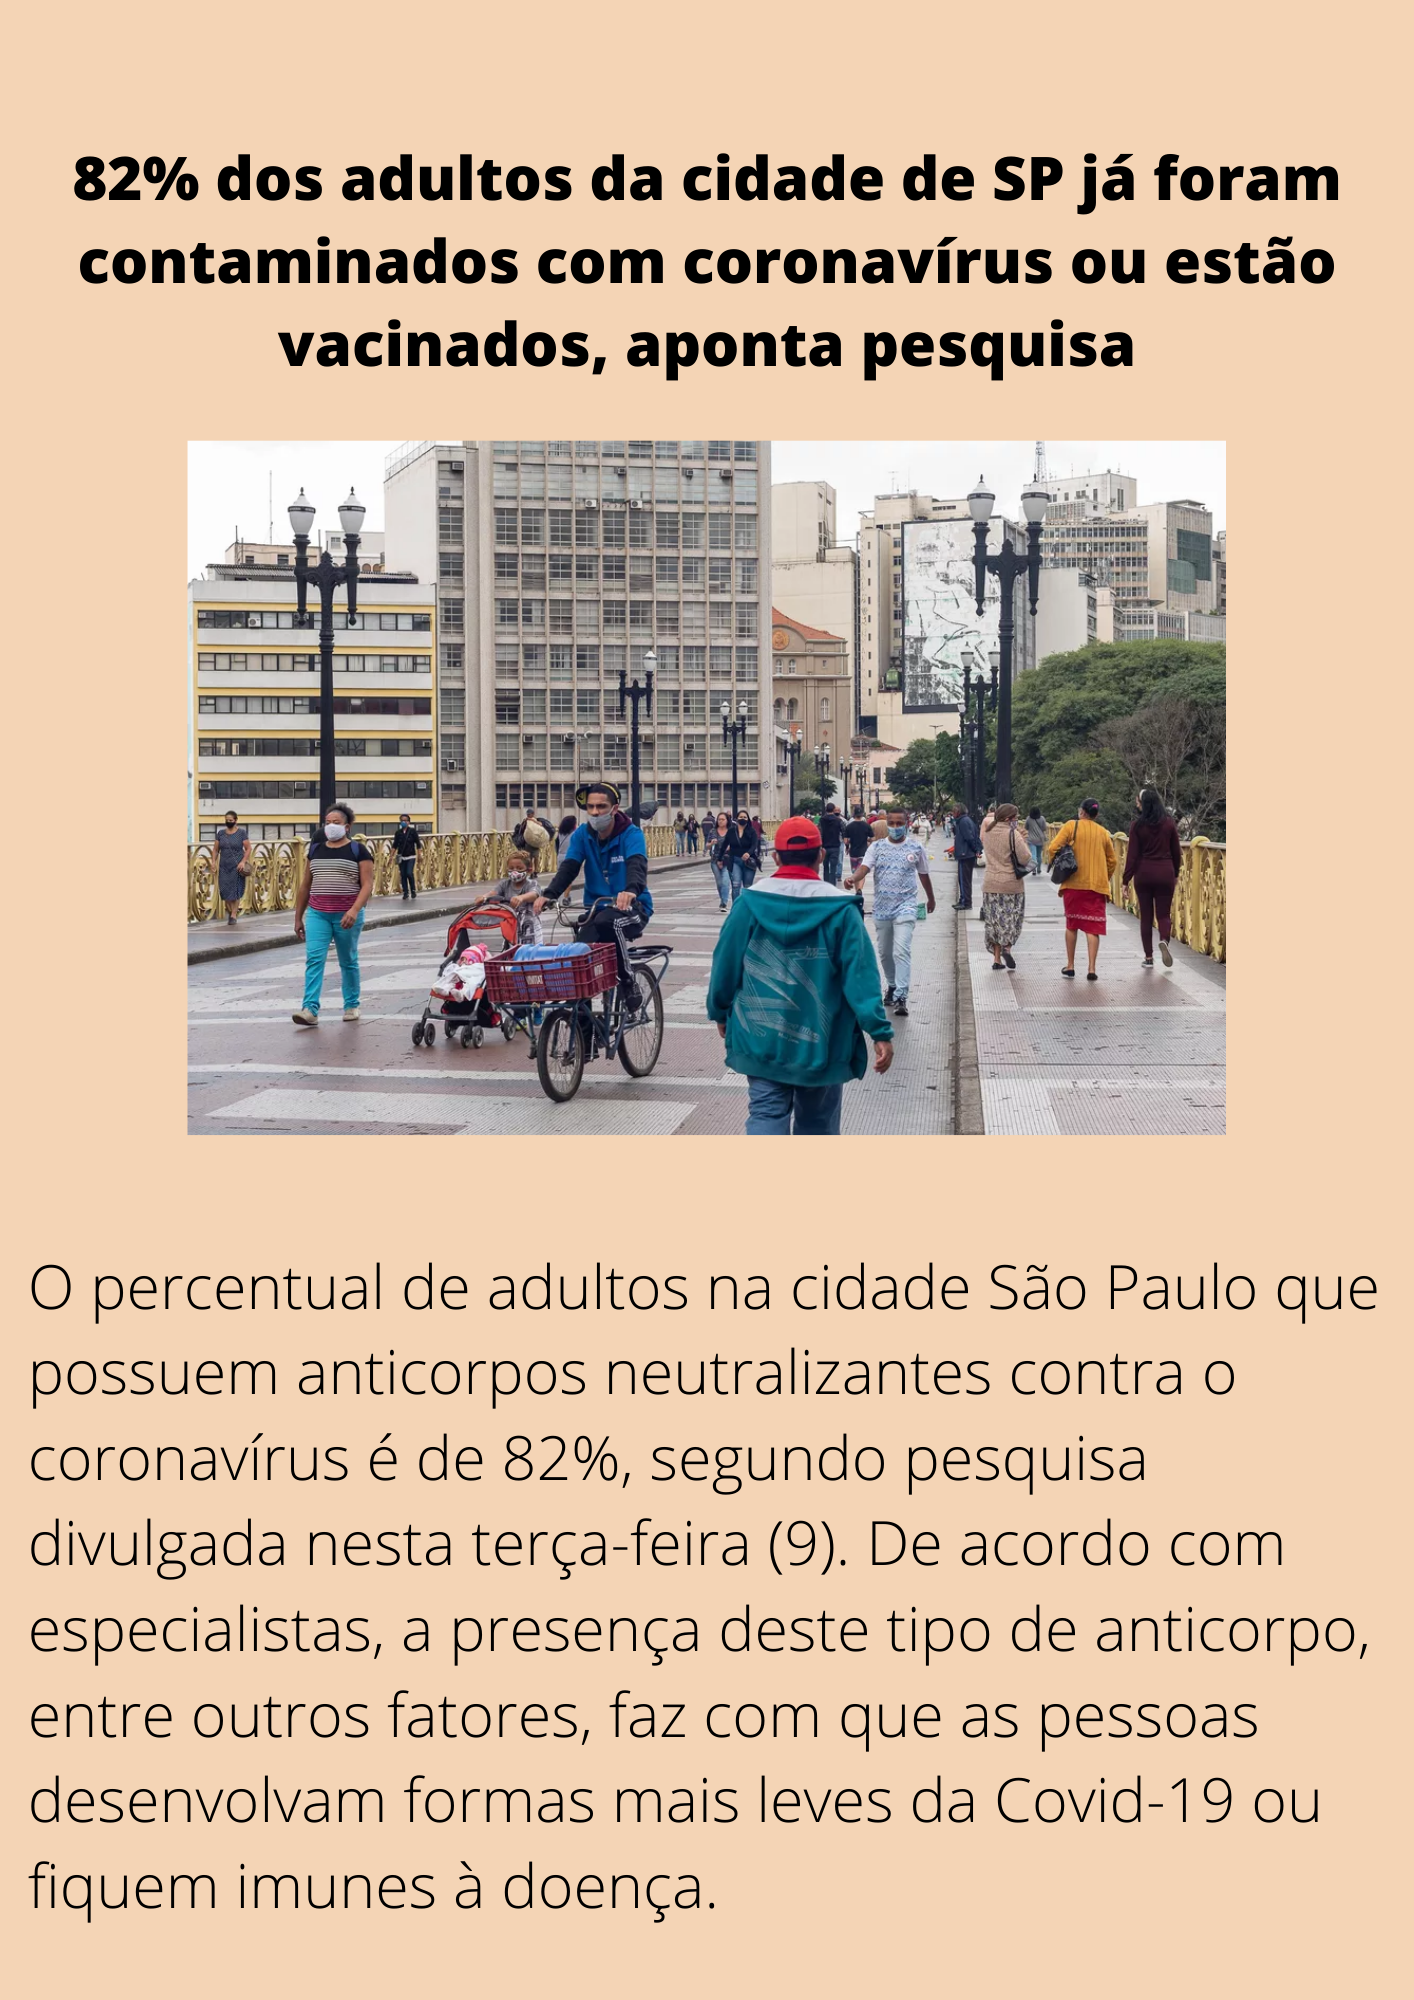 82% dos adultos da cidade de SP já foram
contaminados com coronavírus ou estão
vacinados, aponta pesquisa
O percentual de adultos na cidade São Paulo que
possuem anticorpos neutralizantes contra o
coronavírus é de 82%, segundo pesquisa
divulgada nesta terça-feira (9). De acordo com
especialistas, a presença deste tipo de anticorpo,
entre outros fatores, faz com que as pessoas
desenvolvam formas mais leves da Covid-19 ou
fiquem imunes à doença.